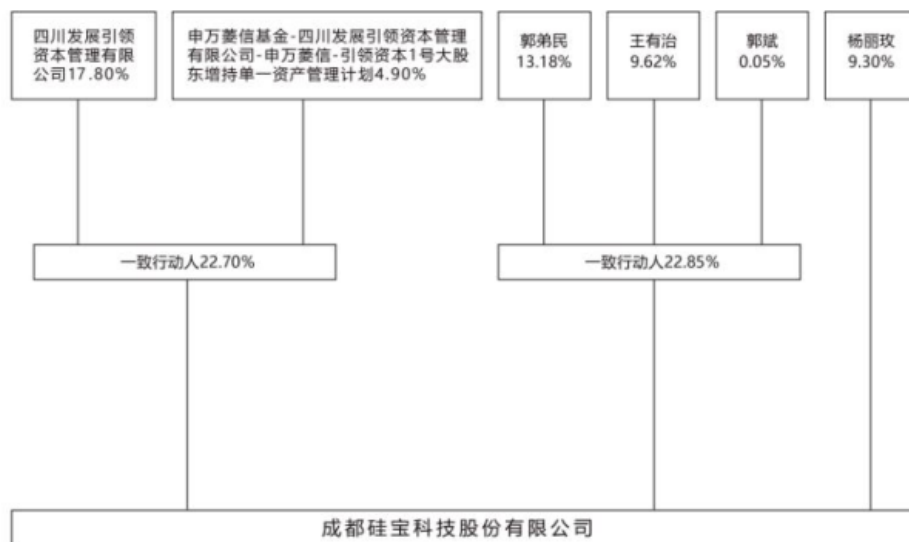 四川发展引领
资本管理有限
公司17.80%
申万菱信基金-四川发展引领资本管理
有限公司-申万菱信-引领资本1号大股
东增持单一资产管理计划4.90%
郭弟民
13.18%
王有治
9.62%
郭斌
0.05%
杨丽玫
9.30%
一致行动人22.70%
一致行动人22.85%
成都硅宝科技股份有限公司